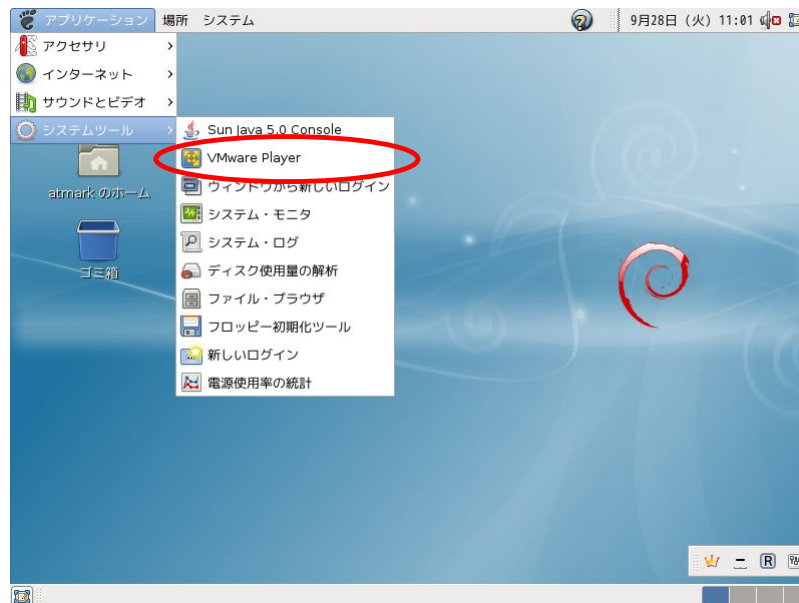 アプリケーション 場所 システム 9月28日 (火) 11:01
アクセサリ
インターネット
サウンドとビデオ
システムツール
Sun Java 5.0 Console
VMware Player
ウィンドウから新しいログイン
システム・モニタ
システム・ログ
ディスク使用量の解析
ファイル・ブラウザ
フロッピー初期化ツール
新しいログイン
電源使用率の統計
atmark のホーム
ゴミ箱
R